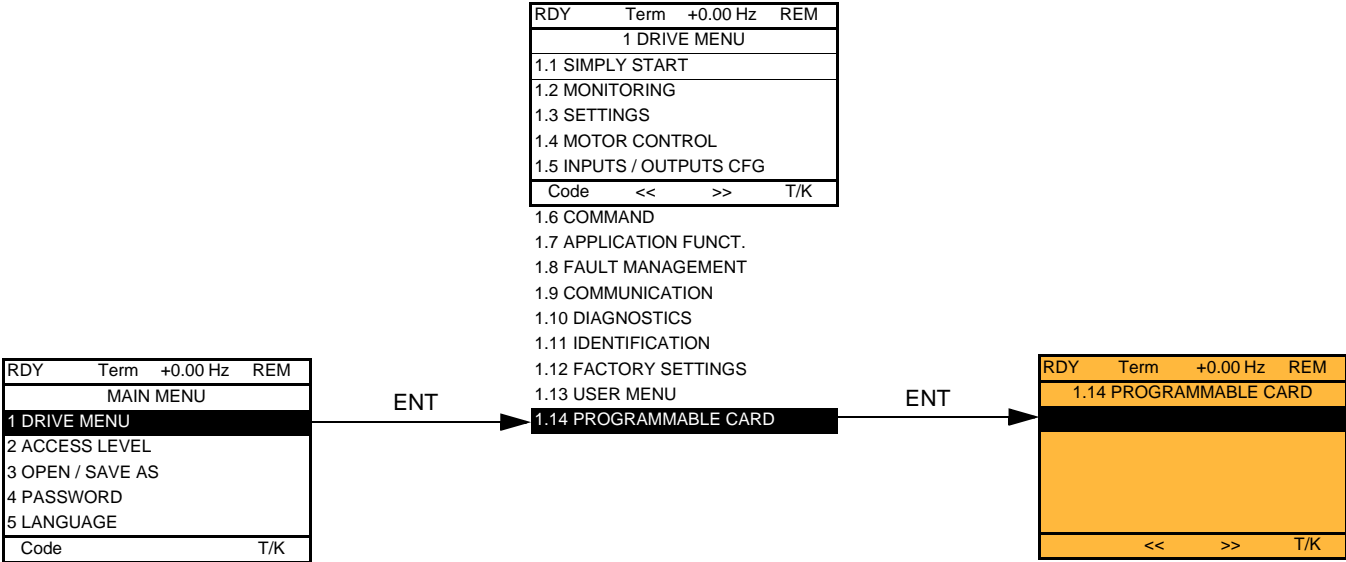 RDY Term +0.00 Hz REM
1 DRIVE MENU
1.1 SIMPLY START
1.2 MONITORING
1.3 SETTINGS
1.4 MOTOR CONTROL
1.5 INPUTS / OUTPUTS CFG
Code << >> T/K
1.6 COMMAND
1.7 APPLICATION FUNCT.
1.8 FAULT MANAGEMENT
1.9 COMMUNICATION
1.10 DIAGNOSTICS
1.11 IDENTIFICATION
1.12 FACTORY SETTINGS
1.13 USER MENU
1.14 PROGRAMMABLE CARD
RDY Term +0.00 Hz REM
MAIN MENU
1 DRIVE MENU
2 ACCESS LEVEL
3 OPEN / SAVE AS
4 PASSWORD
5 LANGUAGE
Code T/K
ENT
ENT
RDY Term +0.00 Hz REM
1.14 PROGRAMMABLE CARD
<< >> T/K